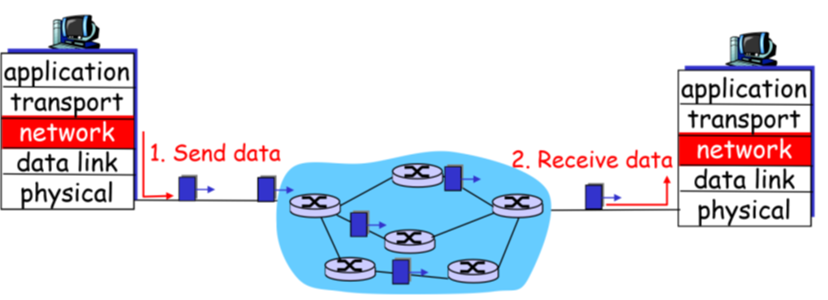 application
transport
network
data link
physical
1. Send data
2. Receive data
application
transport
network
data link
physical